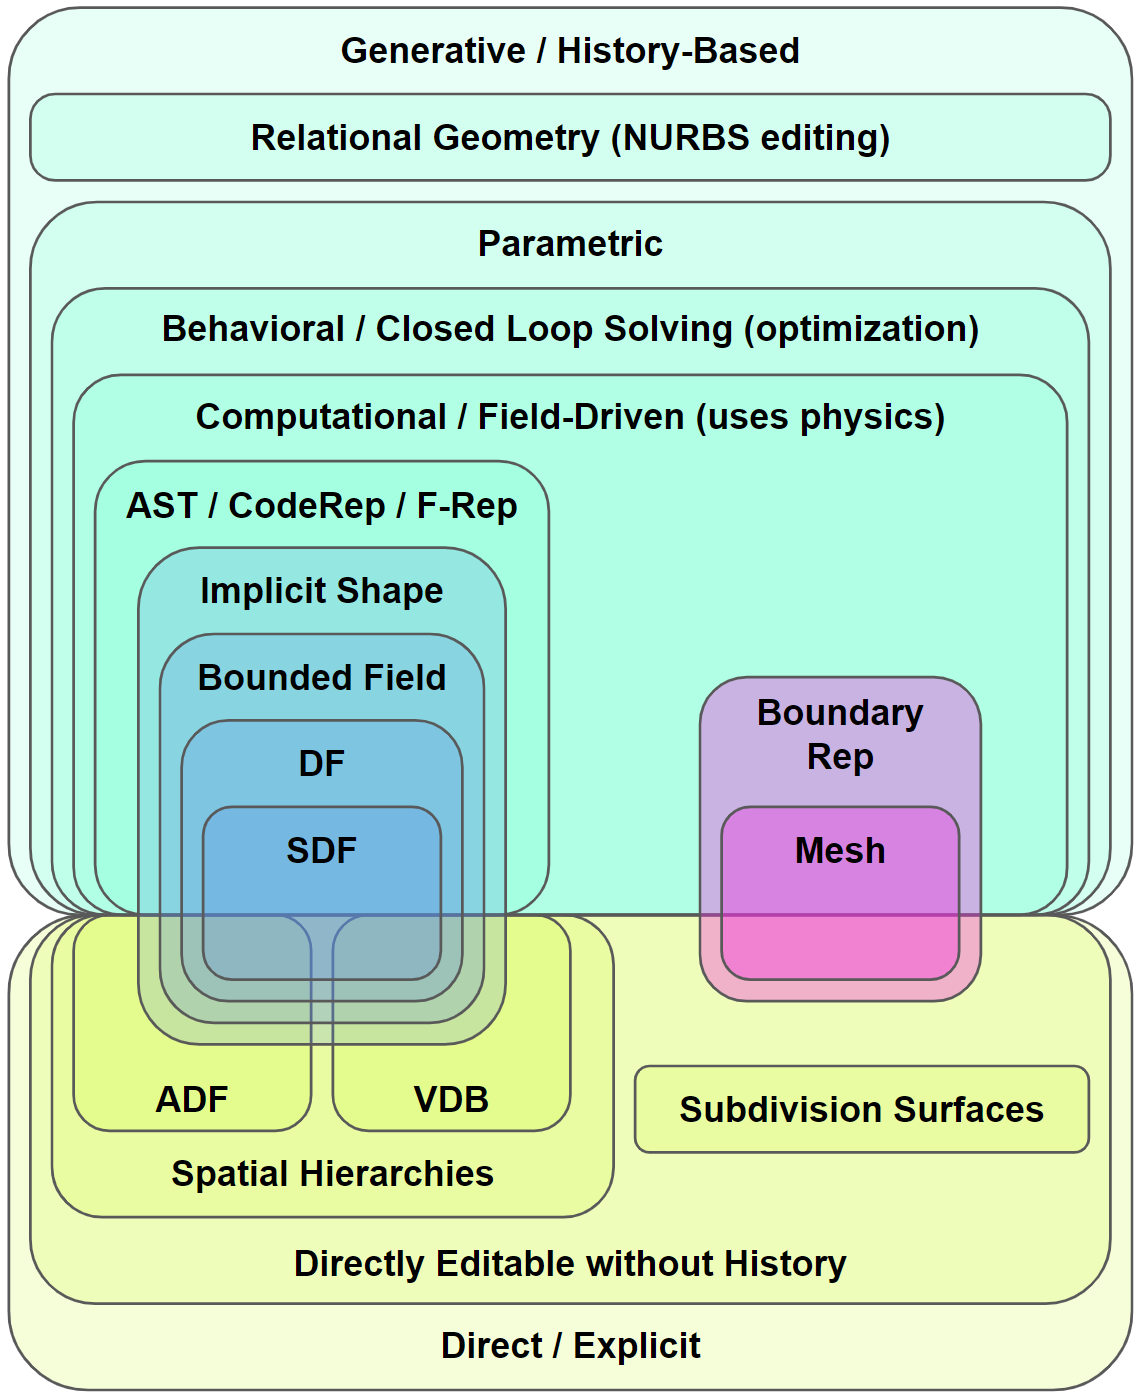 Generative / History-Based
Relational Geometry (NURBS editing)
Parametric
Behavioral / Closed Loop Solving (optimization)
Computational / Field-Driven (uses physics)
AST / CodeRep / F-Rep
Implicit Shape
Bounded Field
DF
SDF
Boundary
Rep
Mesh
ADF
VDB
Subdivision Surfaces
Spatial Hierarchies
Directly Editable without History
Direct / Explicit